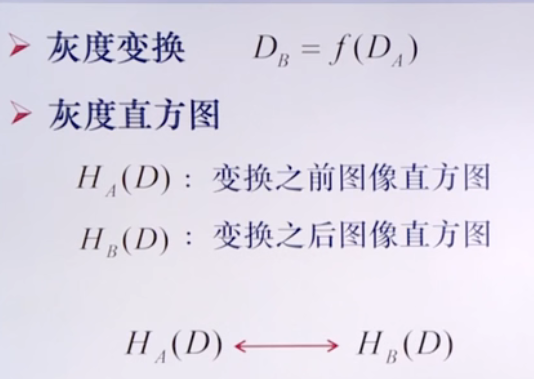 灰度变换 D_B = f(D_A)
灰度直方图
H_A(D)：变换之前图像直方图
H_B(D)：变换之后图像直方图
H_A(D) ⟷ H_B(D)